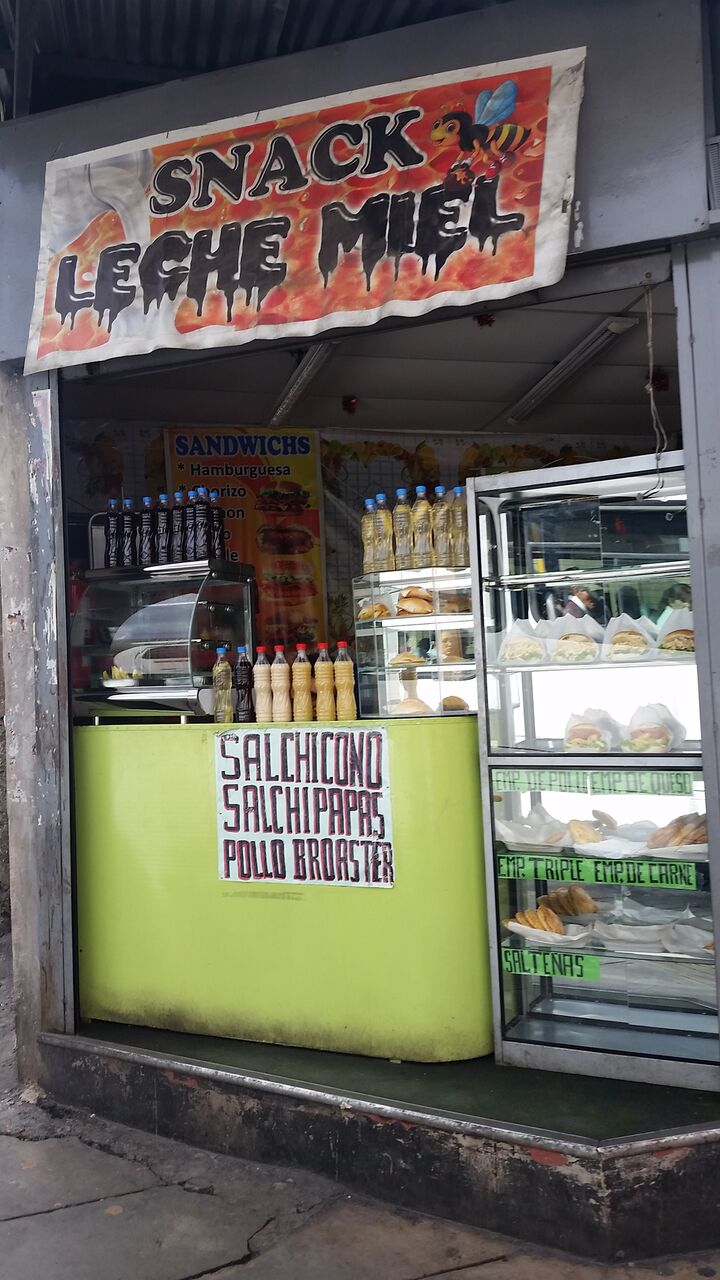 SNACK
LECHE MIEL
SANDWICHS
* Hamburguesa
SALCHICONO
SALCHIPAPAS
POLLO BROASTER
EMP. DE POLLO EMP. DE QUESO
EMP. TRIPLE EMP. DE CARNE
SALTEÑAS